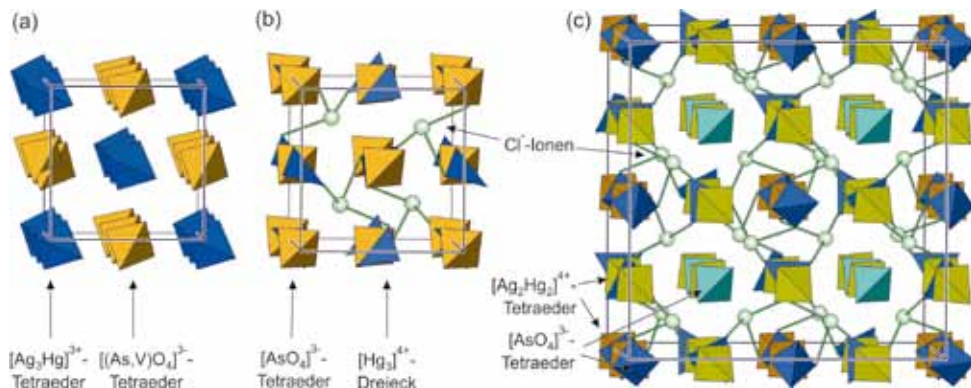 (a)
(b)
(c)
Cl⁻-Ionen
[Ag₃Hg]³⁺-
Tetraeder
[(As,V)O₄]³⁻-
Tetraeder
[AsO₄]³⁻-
Tetraeder
[Hg₃]⁴⁺-
Dreieck
[Ag₂Hg₂]⁴⁺-
Tetraeder
[AsO₄]³⁻-
Tetraeder